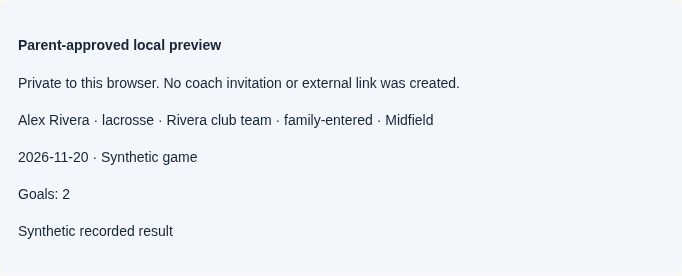 Parent-approved local preview
Private to this browser. No coach invitation or external link was created.
Alex Rivera · lacrosse · Rivera club team · family-entered · Midfield
2026-11-20 · Synthetic game
Goals: 2
Synthetic recorded result